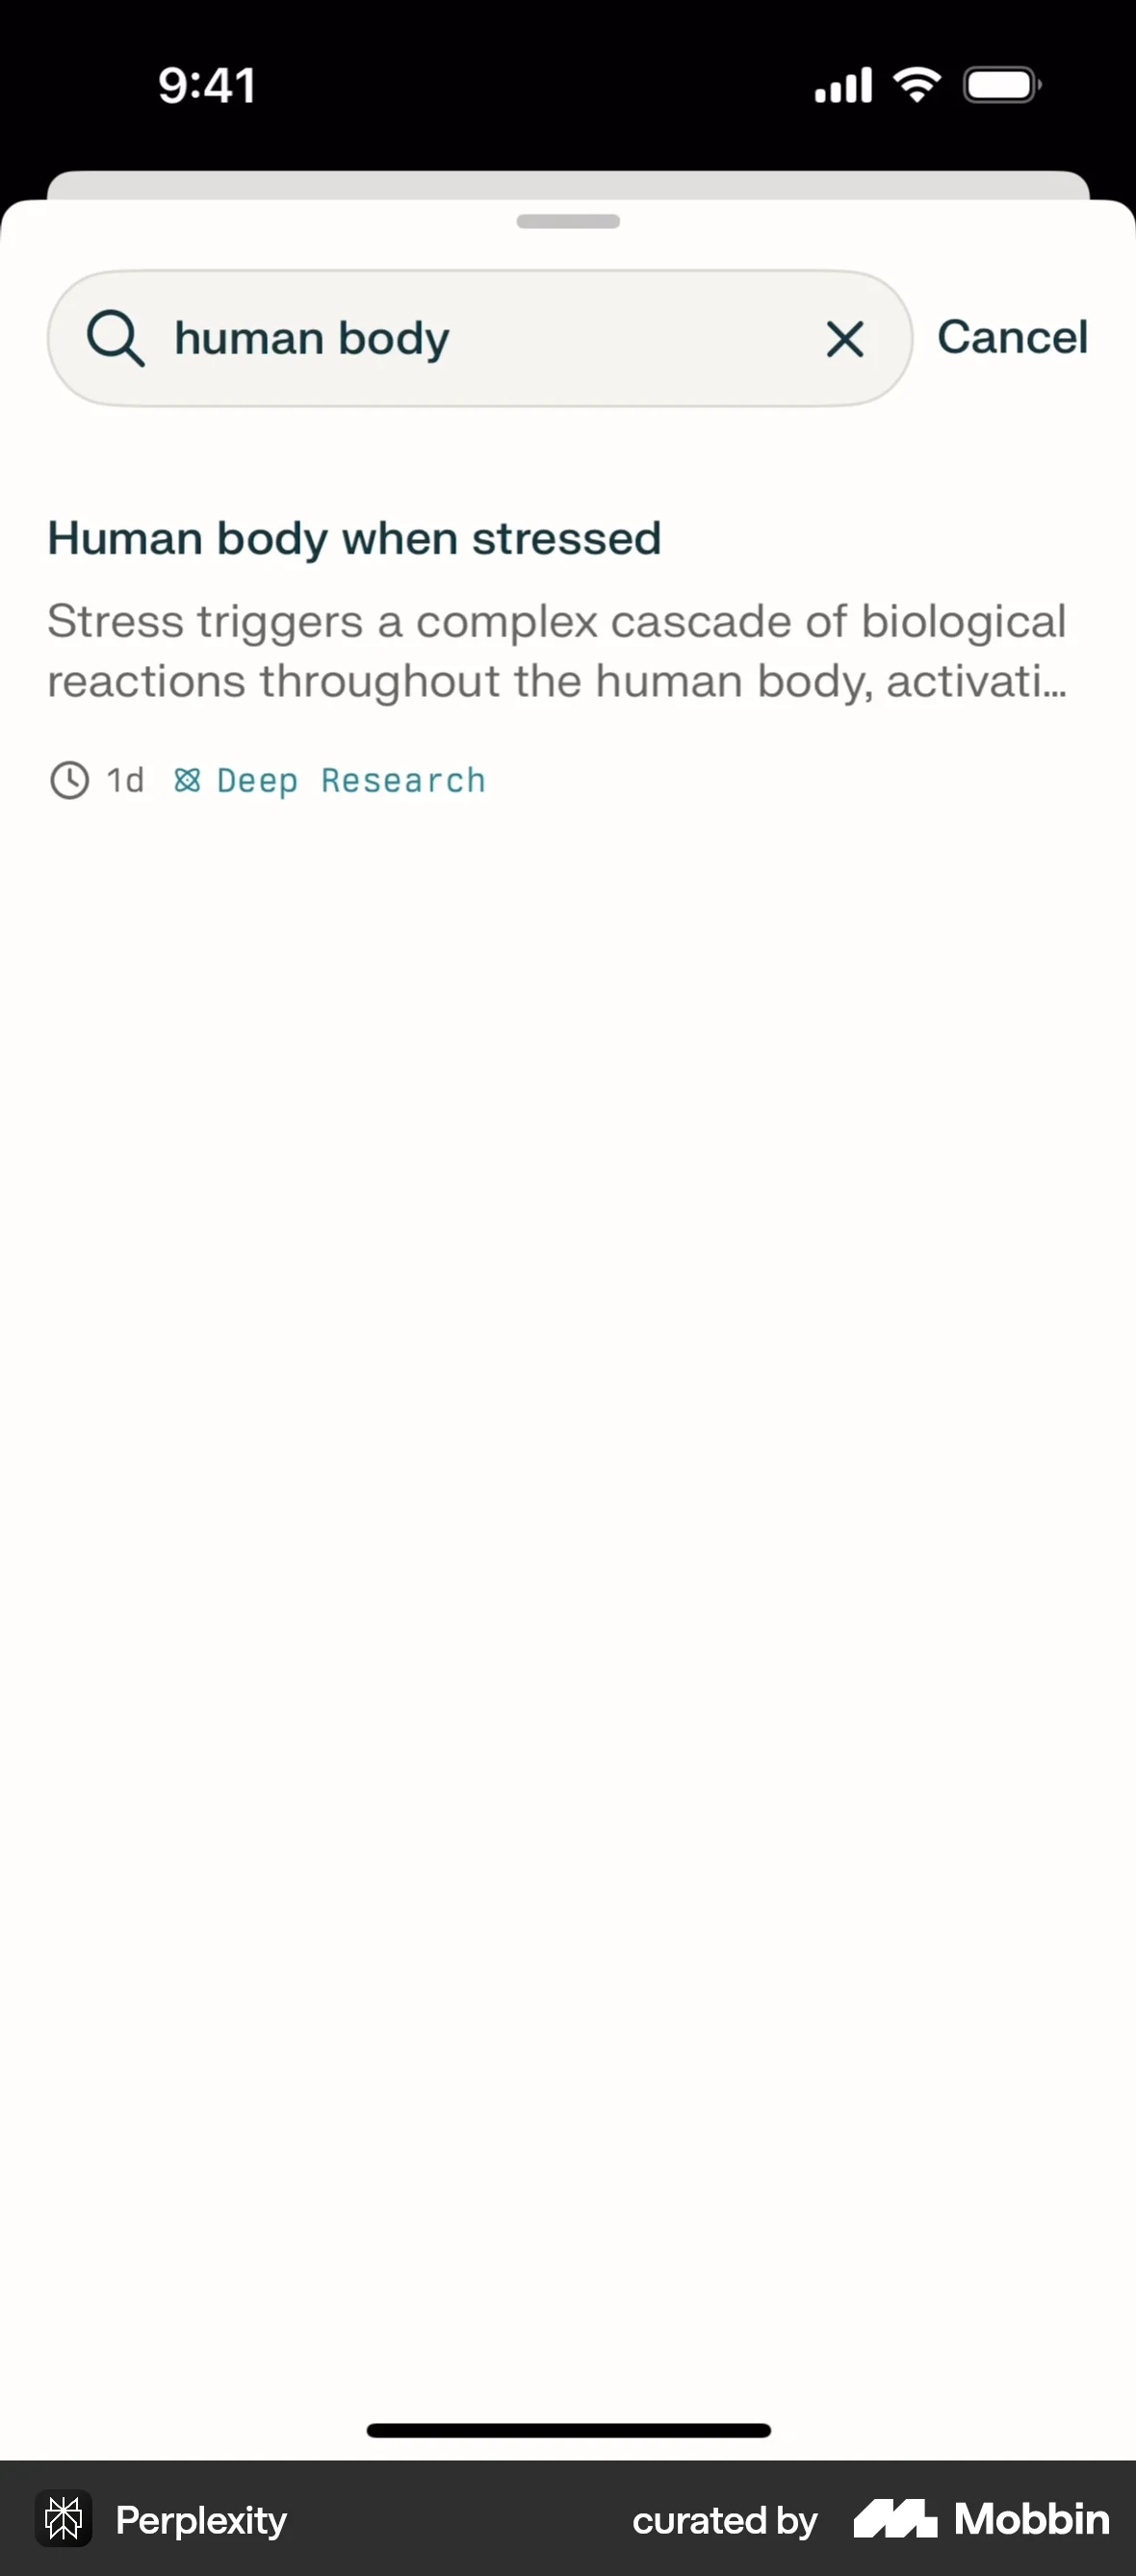 9:41
human body
Cancel
Human body when stressed
Stress triggers a complex cascade of biological
reactions throughout the human body, activati...
1d Deep Research
Perplexity
curated by Mobbin